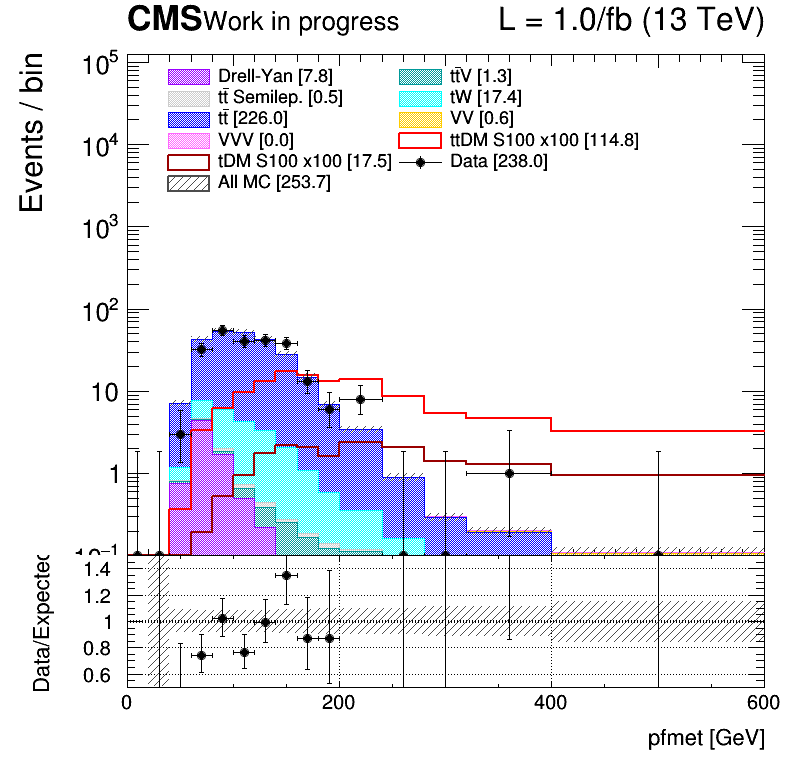 CMS Work in progress L = 1.0/fb (13 TeV)
Events / bin
10⁵
10⁴
10³
10²
10
1
10⁻¹
Drell-Yan [7.8]
tt̄V [1.3]
tt̄ Semilep. [0.5]
tW [17.4]
tt̄ [226.0]
VV [0.6]
VVV [0.0]
ttDM S100 x100 [114.8]
tDM S100 x100 [17.5]
Data [238.0]
All MC [253.7]
Data/Expected
1.4
1.2
1
0.8
0.6
0 200 400 600
pfmet [GeV]